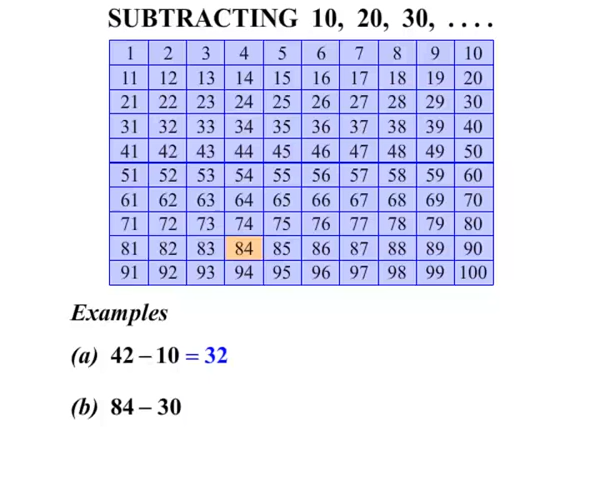 SUBTRACTING 10, 20, 30, . . . .
1 2 3 4 5 6 7 8 9 10
11 12 13 14 15 16 17 18 19 20
21 22 23 24 25 26 27 28 29 30
31 32 33 34 35 36 37 38 39 40
41 42 43 44 45 46 47 48 49 50
51 52 53 54 55 56 57 58 59 60
61 62 63 64 65 66 67 68 69 70
71 72 73 74 75 76 77 78 79 80
81 82 83 84 85 86 87 88 89 90
91 92 93 94 95 96 97 98 99 100
Examples
(a) 42 – 10 = 32
(b) 84 – 30